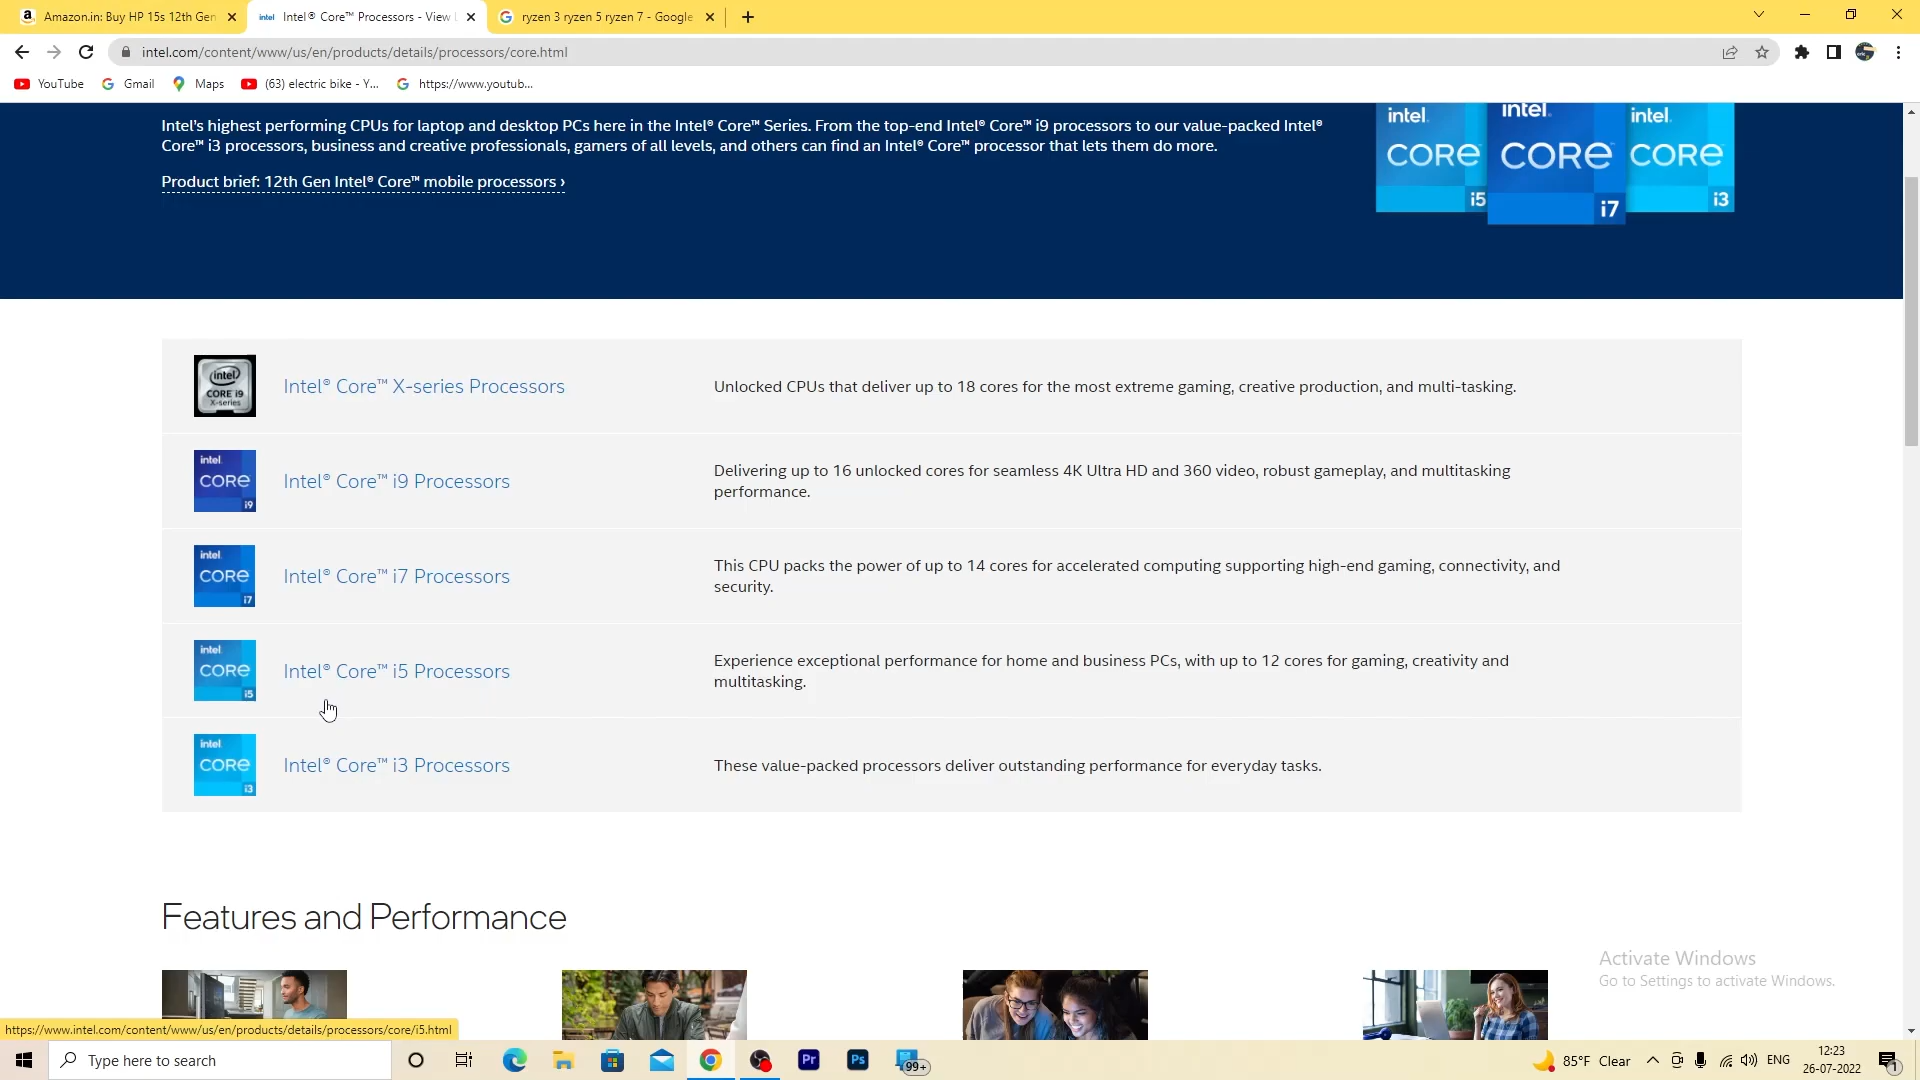 Amazon.in: Buy HP 15s 12th Gen
intel Intel® Core™ Processors - View
ryzen 3 ryzen 5 ryzen 7 - Google
intel.com/content/www/us/en/products/details/processors/core.html
YouTube
Gmail
Maps
(63) electric bike - Y...
https://www.youtub...
Intel's highest performing CPUs for laptop and desktop PCs here in the Intel® Core™ Series. From the top-end Intel® Core™ i9 processors to our value-packed Intel®
Core™ i3 processors, business and creative professionals, gamers of all levels, and others can find an Intel® Core™ processor that lets them do more.
Product brief: 12th Gen Intel® Core™ mobile processors ›
intel. CORE i5
intel. CORE i7
intel. CORE i3
intel CORE i9 X-series
Intel® Core™ X-series Processors
Unlocked CPUs that deliver up to 18 cores for the most extreme gaming, creative production, and multi-tasking.
intel CORE i9
Intel® Core™ i9 Processors
Delivering up to 16 unlocked cores for seamless 4K Ultra HD and 360 video, robust gameplay, and multitasking
performance.
intel CORE i7
Intel® Core™ i7 Processors
This CPU packs the power of up to 14 cores for accelerated computing supporting high-end gaming, connectivity, and
security.
intel CORE i5
Intel® Core™ i5 Processors
Experience exceptional performance for home and business PCs, with up to 12 cores for gaming, creativity and
multitasking.
intel CORE i3
Intel® Core™ i3 Processors
These value-packed processors deliver outstanding performance for everyday tasks.
Features and Performance
Activate Windows
Go to Settings to activate Windows.
https://www.intel.com/content/www/us/en/products/details/processors/core/i5.html
Type here to search
Pr
Ps
99+
85°F Clear
ENG
12:23
26-07-2022
1